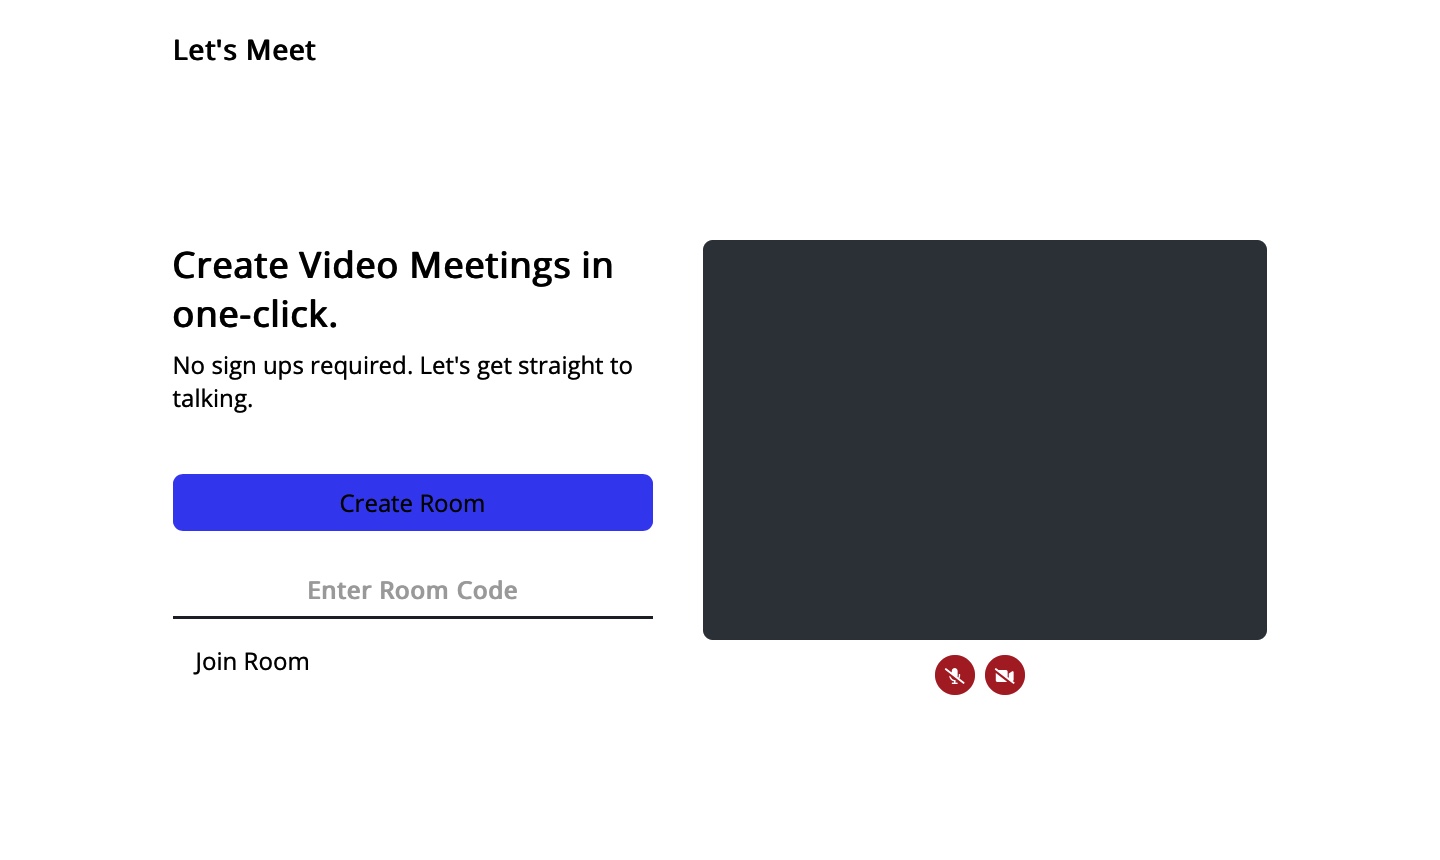 Let's Meet
Create Video Meetings in
one-click.
No sign ups required. Let's get straight to
talking.
Create Room
Enter Room Code
Join Room